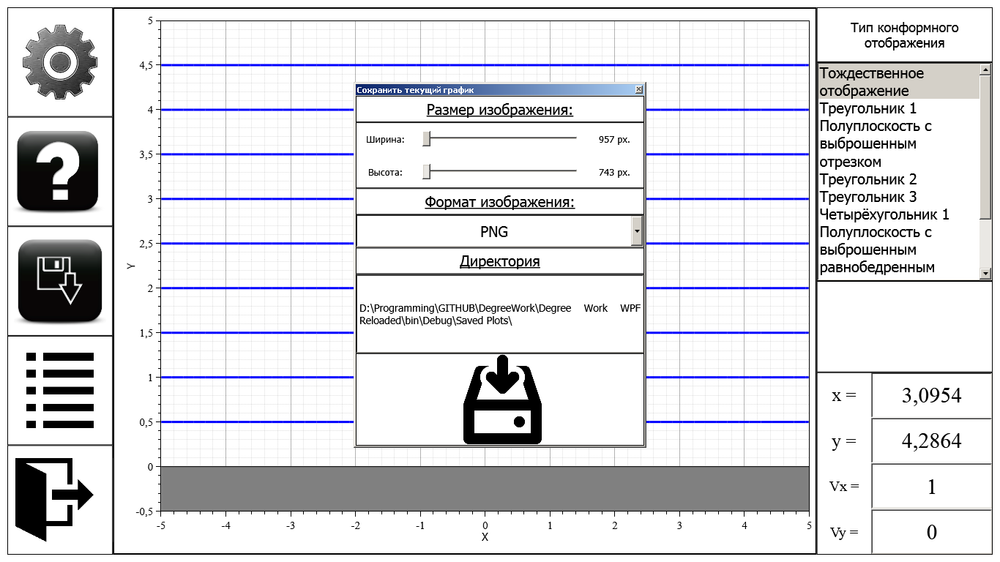 5
4,5
4
3,5
3
2,5
2
1,5
1
0,5
0
-0,5
Y
-5
-4
-3
-2
-1
0
1
2
3
4
5
X
Сохранить текущий график
Размер изображения:
Ширина: 957 px.
Высота: 743 px.
Формат изображения:
PNG
Директория
D:\Programming\GITHUB\DegreeWork\Degree Work WPF
Reloaded\bin\Debug\Saved Plots\
Тип конформного
отображения
Тождественное
отображение
Треугольник 1
Полуплоскость с
выброшенным
отрезком
Треугольник 2
Треугольник 3
Четырёхугольник 1
Полуплоскость с
выброшенным
равнобедренным
x = 3,0954
y = 4,2864
Vx = 1
Vy = 0